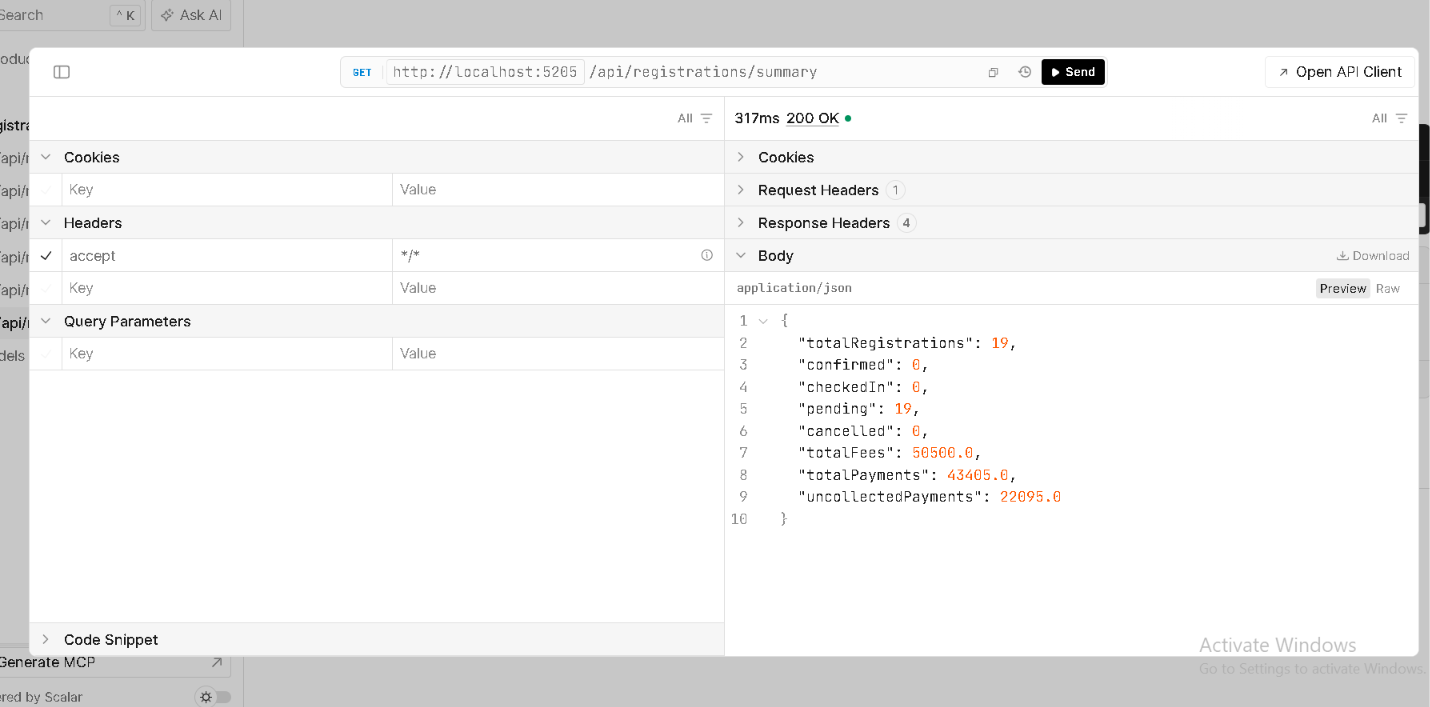 Search ^ K Ask AI
GET http://localhost:5205 /api/registrations/summary Send Open API Client
All
317ms 200 OK All
Cookies
Key Value
Headers
accept */*
Key Value
Query Parameters
Key Value
Code Snippet
Cookies
Request Headers 1
Response Headers 4
Body Download
application/json Preview Raw
1 {
2 "totalRegistrations": 19,
3 "confirmed": 0,
4 "checkedIn": 0,
5 "pending": 19,
6 "cancelled": 0,
7 "totalFees": 50500.0,
8 "totalPayments": 43405.0,
9 "uncollectedPayments": 22095.0
10 }
Generate MCP
ered by Scalar
Activate Windows
Go to Settings to activate Windows.